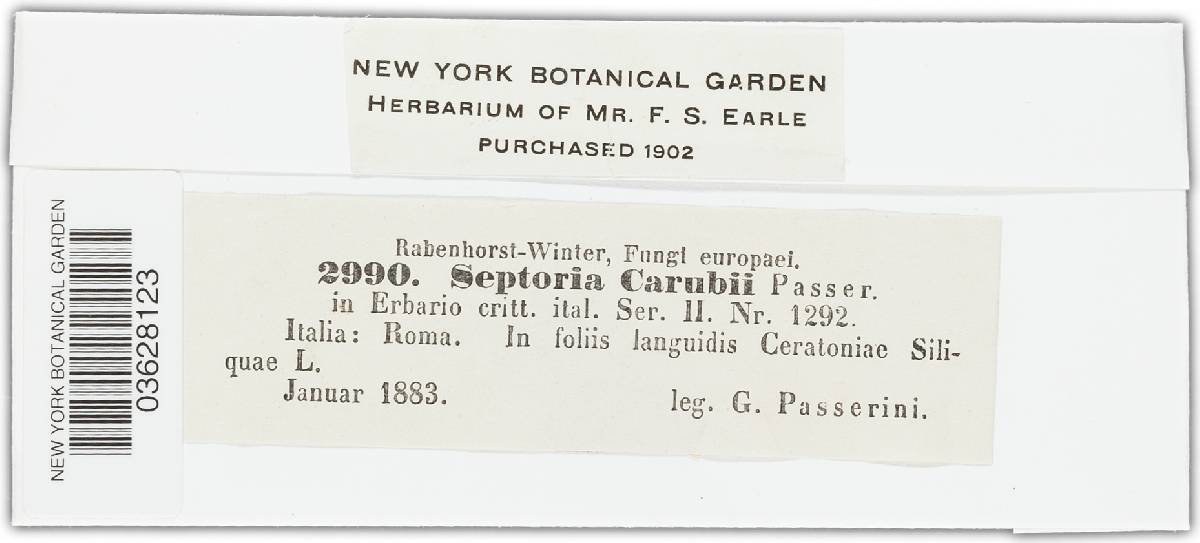 NEW YORK BOTANICAL GARDEN
HERBARIUM OF MR. F. S. EARLE
PURCHASED 1902
NEW YORK BOTANICAL GARDEN
03628123
Rabenhorst-Winter, Fungi europaei.
2990. Septoria Carubii Passer.
in Erbario critt. ital. Ser. II. Nr. 1292.
Italia: Roma. In foliis languidis Ceratoniae Sili-
quae L.
Januar 1883. leg. G. Passerini.